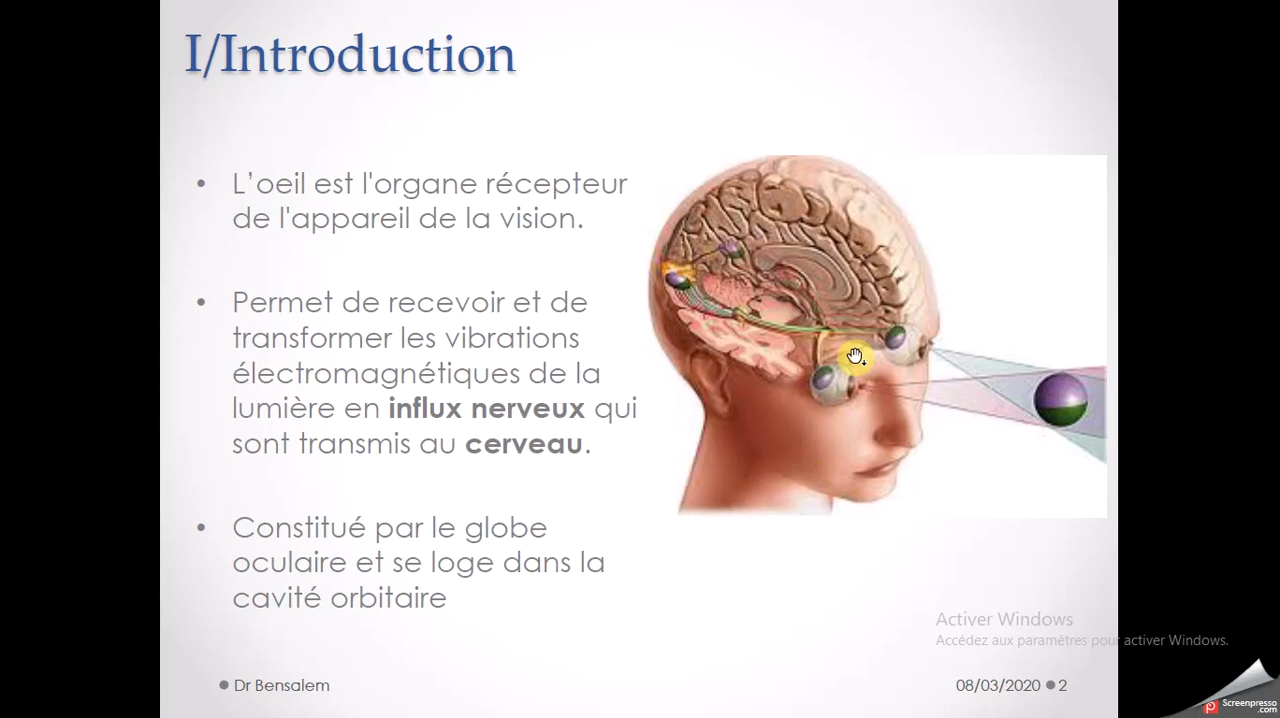 I/Introduction
• L’oeil est l'organe récepteur
de l'appareil de la vision.
• Permet de recevoir et de
transformer les vibrations
électromagnétiques de la
lumière en influx nerveux qui
sont transmis au cerveau.
• Constitué par le globe
oculaire et se loge dans la
cavité orbitaire
Activer Windows
Accédez aux paramètres pour activer Windows.
Dr Bensalem
08/03/2020 2
Screenpresso
.com